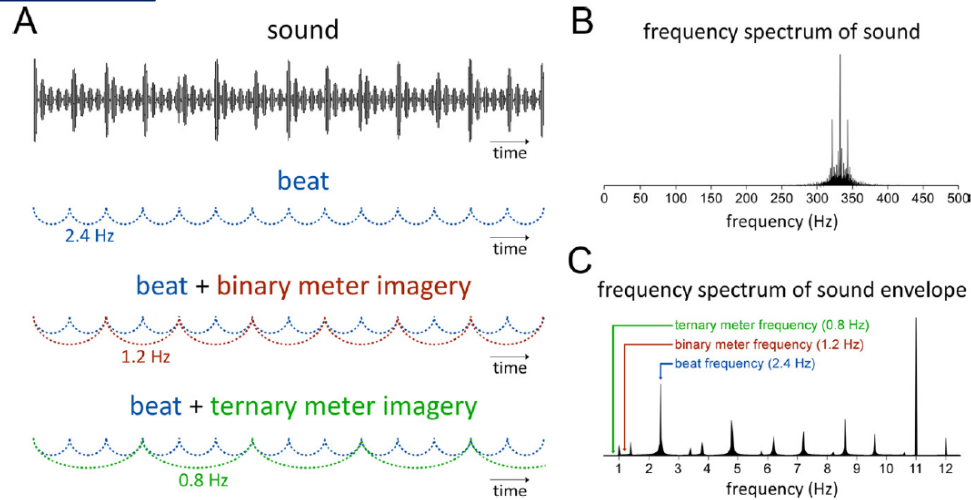 A
sound
time
beat
2.4 Hz
time
beat + binary meter imagery
1.2 Hz
time
beat + ternary meter imagery
0.8 Hz
time
B
frequency spectrum of sound
0 50 100 150 200 250 300 350 400 450 500
frequency (Hz)
C
frequency spectrum of sound envelope
ternary meter frequency (0.8 Hz)
binary meter frequency (1.2 Hz)
beat frequency (2.4 Hz)
1 2 3 4 5 6 7 8 9 10 11 12
frequency (Hz)